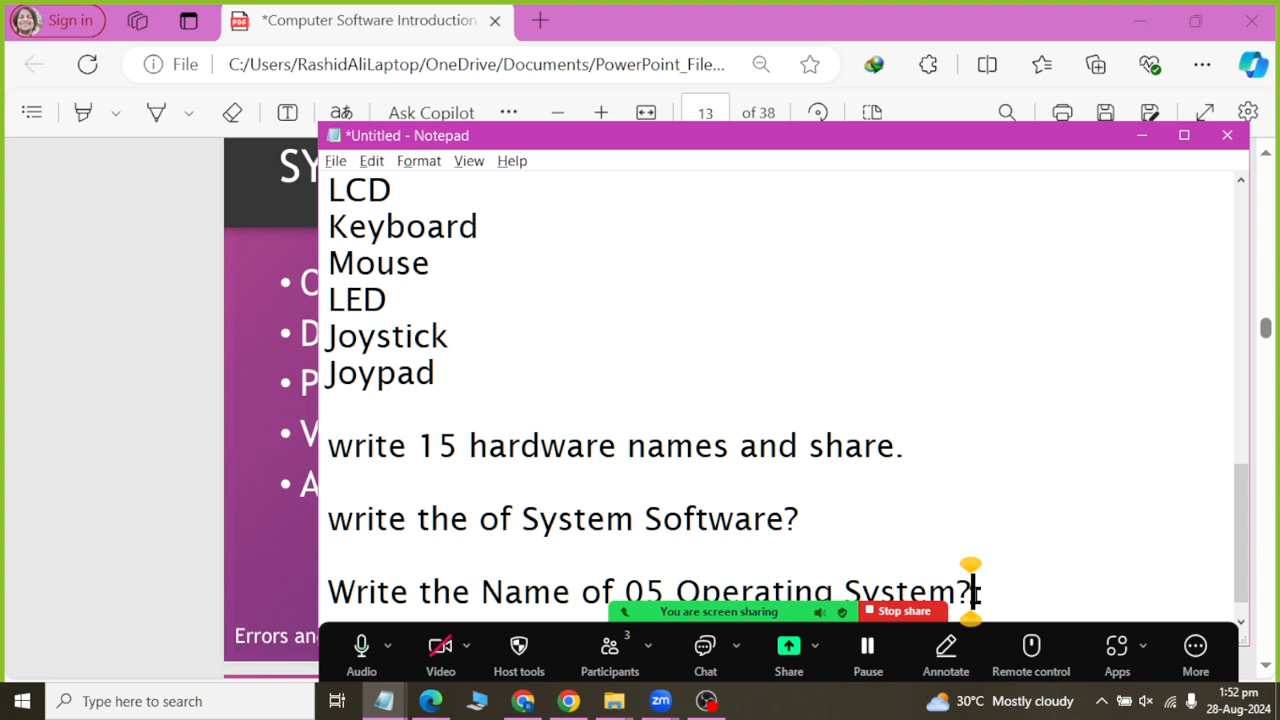 Sign in
*Computer Software Introduction
File
C:/Users/RashidAliLaptop/OneDrive/Documents/PowerPoint_File...
Ask Copilot
13 of 38
*Untitled - Notepad
File Edit Format View Help
SY
• O
• D
• P
• V
• A
Errors an
LCD
Keyboard
Mouse
LED
Joystick
Joypad
write 15 hardware names and share.
write the of System Software?
Write the Name of 05 Operating System?:
You are screen sharing
Stop share
3
Audio
Video
Host tools
Participants
Chat
Share
Pause
Annotate
Remote control
Apps
More
Type here to search
zm
30°C Mostly cloudy
1:52 pm
28-Aug-2024